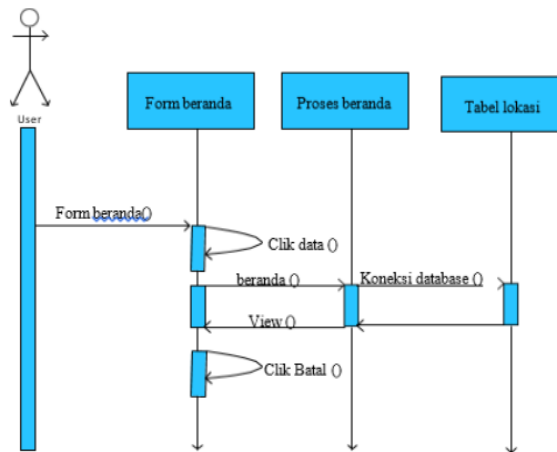 User
Form beranda
Proses beranda
Tabel lokasi
Form beranda()
Clik data ()
beranda ()
Koneksi database ()
View ()
Clik Batal ()